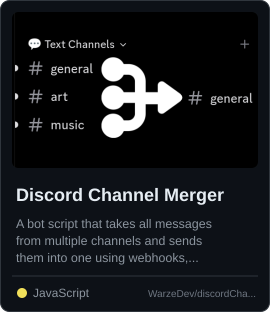 💬 Text Channels
# general
# art
# music
# general
Discord Channel Merger
A bot script that takes all messages
from multiple channels and sends
them into one using webhooks,...
JavaScript
WarzeDev/discordCha...